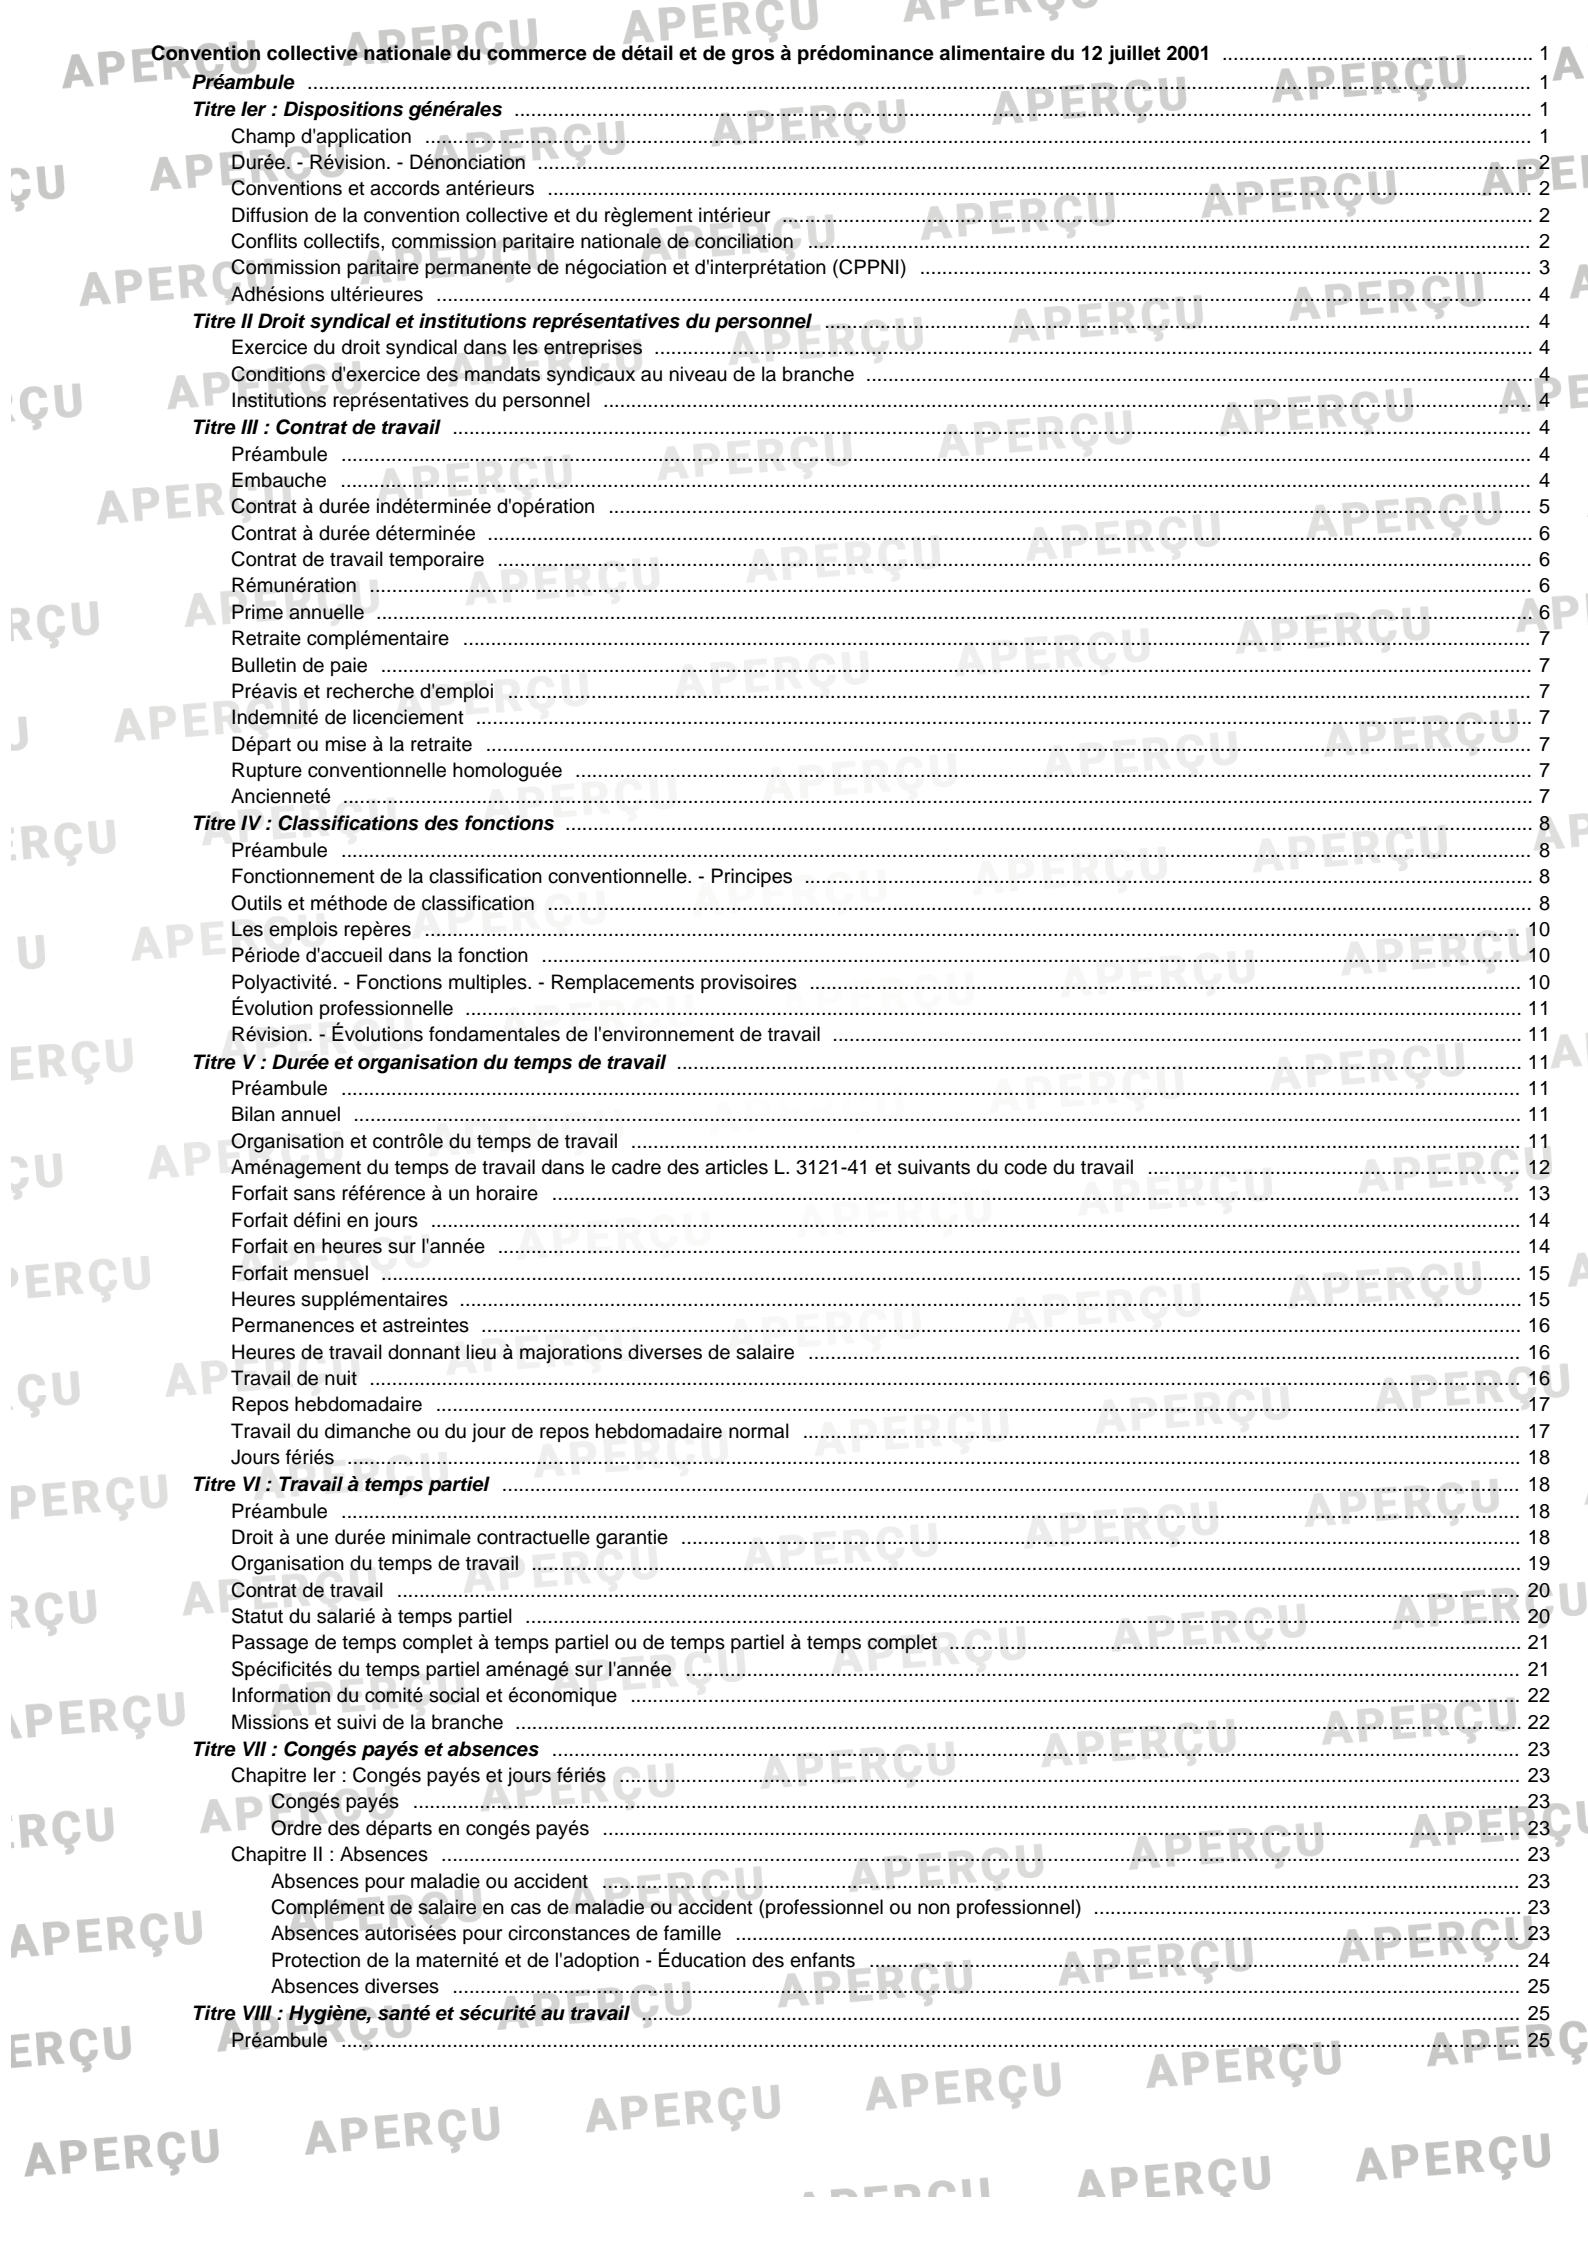 Convention collective nationale du commerce de détail et de gros à prédominance alimentaire du 12 juillet 2001 ... 1
Préambule ... 1
Titre Ier : Dispositions générales ... 1
Champ d'application ... 1
Durée. - Révision. - Dénonciation ... 2
Conventions et accords antérieurs ... 2
Diffusion de la convention collective et du règlement intérieur ... 2
Conflits collectifs, commission paritaire nationale de conciliation ... 2
Commission paritaire permanente de négociation et d'interprétation (CPPNI) ... 3
Adhésions ultérieures ... 4
Titre II Droit syndical et institutions représentatives du personnel ... 4
Exercice du droit syndical dans les entreprises ... 4
Conditions d'exercice des mandats syndicaux au niveau de la branche ... 4
Institutions représentatives du personnel ... 4
Titre III : Contrat de travail ... 4
Préambule ... 4
Embauche ... 4
Contrat à durée indéterminée d'opération ... 5
Contrat à durée déterminée ... 6
Contrat de travail temporaire ... 6
Rémunération ... 6
Prime annuelle ... 6
Retraite complémentaire ... 7
Bulletin de paie ... 7
Préavis et recherche d'emploi ... 7
Indemnité de licenciement ... 7
Départ ou mise à la retraite ... 7
Rupture conventionnelle homologuée ... 7
Ancienneté ... 7
Titre IV : Classifications des fonctions ... 8
Préambule ... 8
Fonctionnement de la classification conventionnelle. - Principes ... 8
Outils et méthode de classification ... 8
Les emplois repères ... 10
Période d'accueil dans la fonction ... 10
Polyactivité. - Fonctions multiples. - Remplacements provisoires ... 10
Évolution professionnelle ... 11
Révision. - Évolutions fondamentales de l'environnement de travail ... 11
Titre V : Durée et organisation du temps de travail ... 11
Préambule ... 11
Bilan annuel ... 11
Organisation et contrôle du temps de travail ... 11
Aménagement du temps de travail dans le cadre des articles L. 3121-41 et suivants du code du travail ... 12
Forfait sans référence à un horaire ... 13
Forfait défini en jours ... 14
Forfait en heures sur l'année ... 14
Forfait mensuel ... 15
Heures supplémentaires ... 15
Permanences et astreintes ... 16
Heures de travail donnant lieu à majorations diverses de salaire ... 16
Travail de nuit ... 16
Repos hebdomadaire ... 17
Travail du dimanche ou du jour de repos hebdomadaire normal ... 17
Jours fériés ... 18
Titre VI : Travail à temps partiel ... 18
Préambule ... 18
Droit à une durée minimale contractuelle garantie ... 18
Organisation du temps de travail ... 19
Contrat de travail ... 20
Statut du salarié à temps partiel ... 20
Passage de temps complet à temps partiel ou de temps partiel à temps complet ... 21
Spécificités du temps partiel aménagé sur l'année ... 21
Information du comité social et économique ... 22
Missions et suivi de la branche ... 22
Titre VII : Congés payés et absences ... 23
Chapitre Ier : Congés payés et jours fériés ... 23
Congés payés ... 23
Ordre des départs en congés payés ... 23
Chapitre II : Absences ... 23
Absences pour maladie ou accident ... 23
Complément de salaire en cas de maladie ou accident (professionnel ou non professionnel) ... 23
Absences autorisées pour circonstances de famille ... 23
Protection de la maternité et de l'adoption - Éducation des enfants ... 24
Absences diverses ... 25
Titre VIII : Hygiène, santé et sécurité au travail ... 25
Préambule ... 25
APERÇU